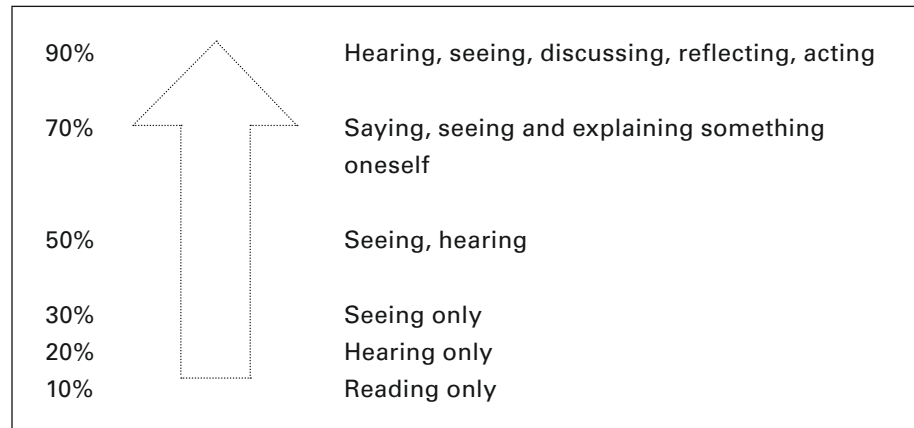 90% Hearing, seeing, discussing, reflecting, acting
70% Saying, seeing and explaining something
oneself
50% Seeing, hearing
30% Seeing only
20% Hearing only
10% Reading only